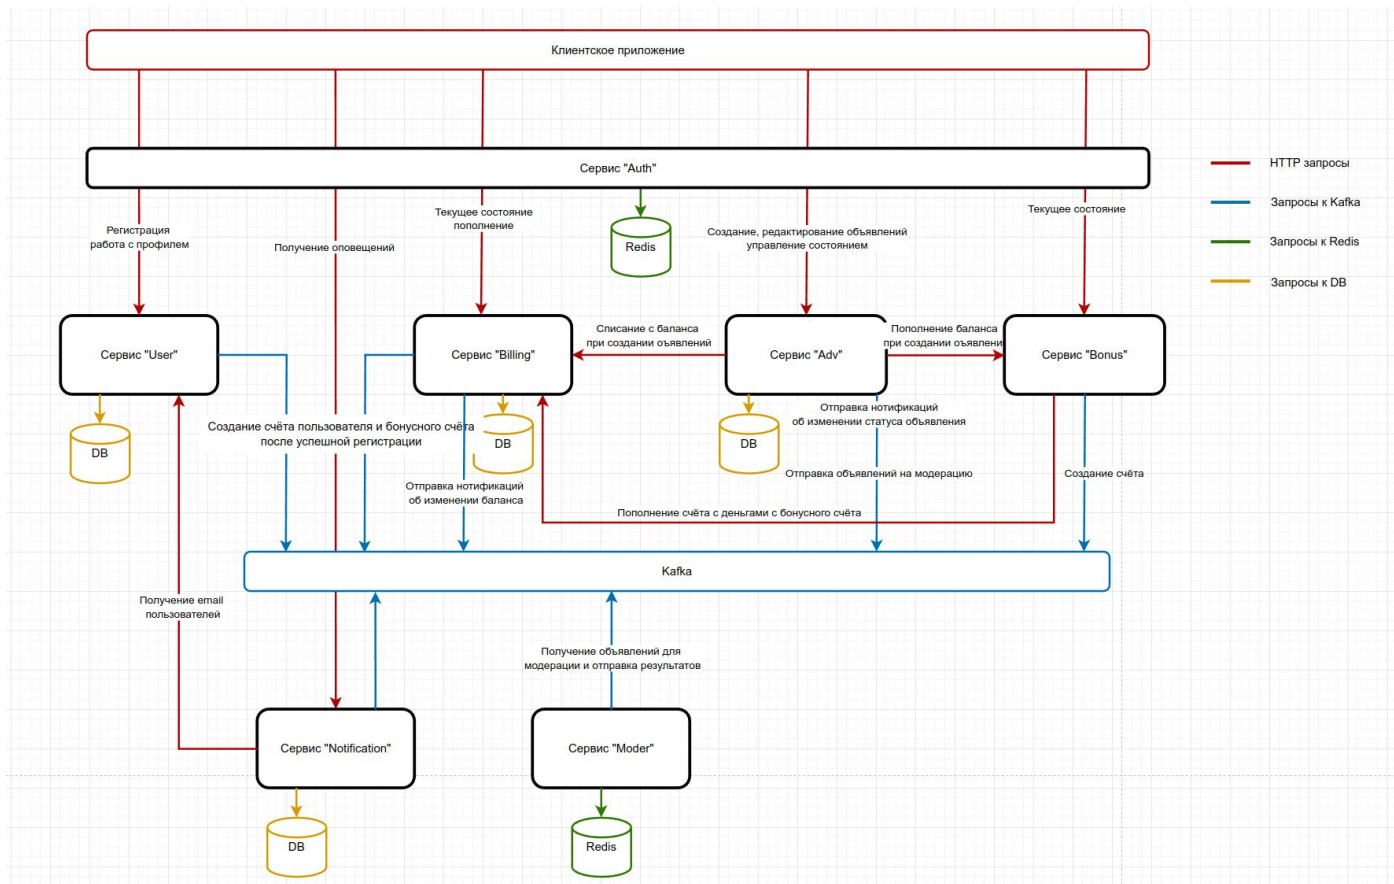 Клиентское приложение
Сервис "Auth"
HTTP запросы
Запросы к Kafka
Запросы к Redis
Запросы к DB
Регистрация
работа с профилем
Получение оповещений
Текущее состояние
пополнение
Redis
Создание, редактирование объявлений
управление состоянием
Текущее состояние
Сервис "User"
Сервис "Billing"
Списание с баланса
при создании оъявлений
Сервис "Adv"
Пополнение баланса
при создании оъявлени
Сервис "Bonus"
DB
Создание счёта пользователя и бонусного счёта
после успешной регистрации
DB
DB
Отправка нотификаций
об изменении статуса объявления
Отправка нотификаций
об изменении баланса
Отправка объявлений на модерацию
Создание счёта
Пополнение счёта с деньгами с бонусного счёта
Kafka
Получение email
пользователей
Получение объявлений для
модерации и отправка результатов
Сервис "Notification"
Сервис "Moder"
DB
Redis